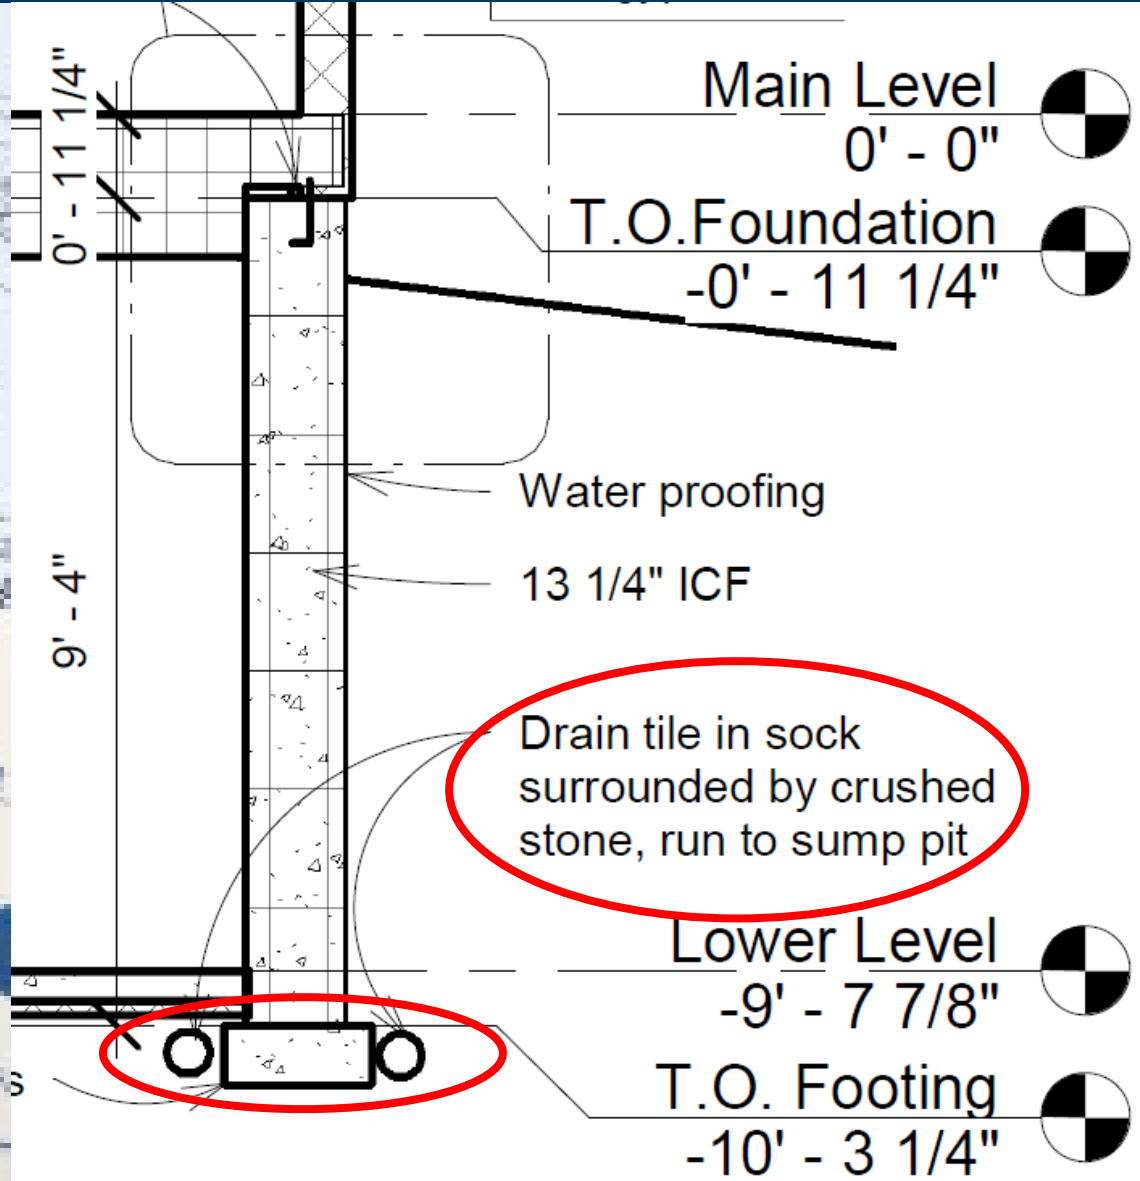 Main Level
0' - 0"
0' - 11 1/4"
T.O.Foundation
-0' - 11 1/4"
Water proofing
13 1/4" ICF
9' - 4"
Drain tile in sock
surrounded by crushed
stone, run to sump pit
Lower Level
-9' - 7 7/8"
T.O. Footing
-10' - 3 1/4"
s